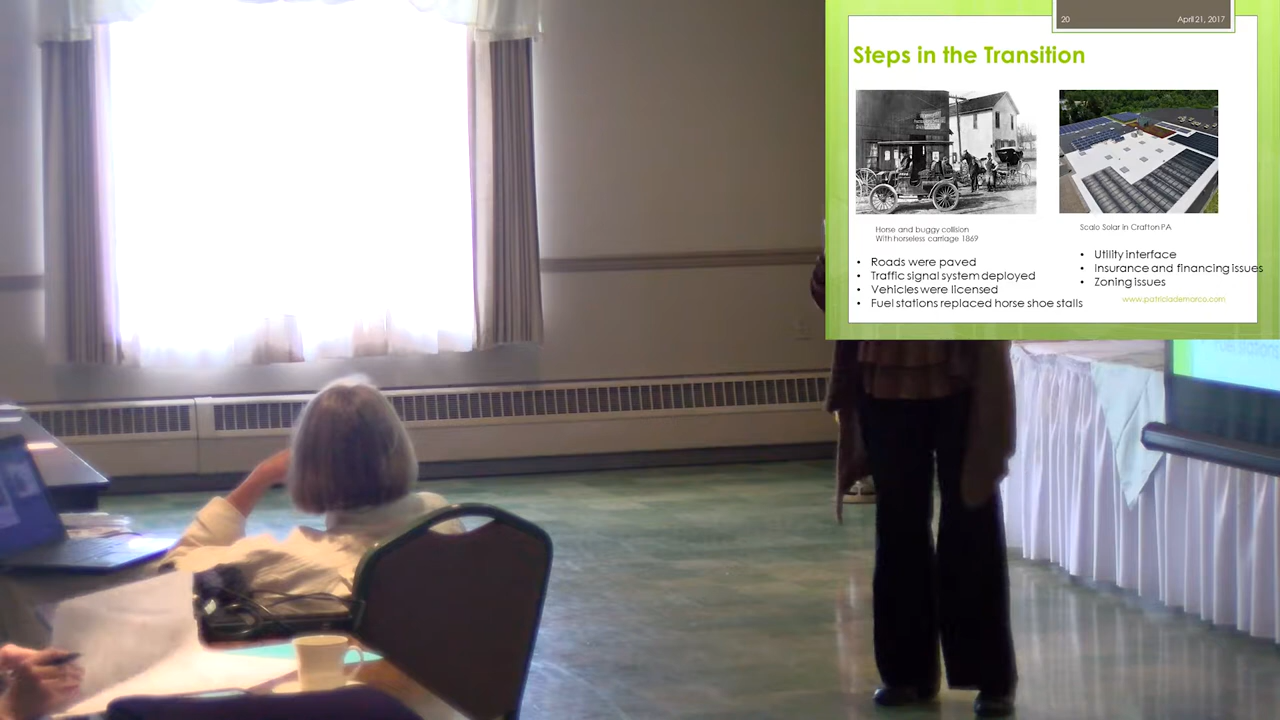 20
April 21, 2017
Steps in the Transition
Horse and buggy collision
With horseless carriage 1869
Scalo Solar in Crafton PA
• Roads were paved
• Traffic signal system deployed
• Vehicles were licensed
• Fuel stations replaced horse shoe stalls
• Utility interface
• Insurance and financing issues
• Zoning issues
www.patriciademarco.com